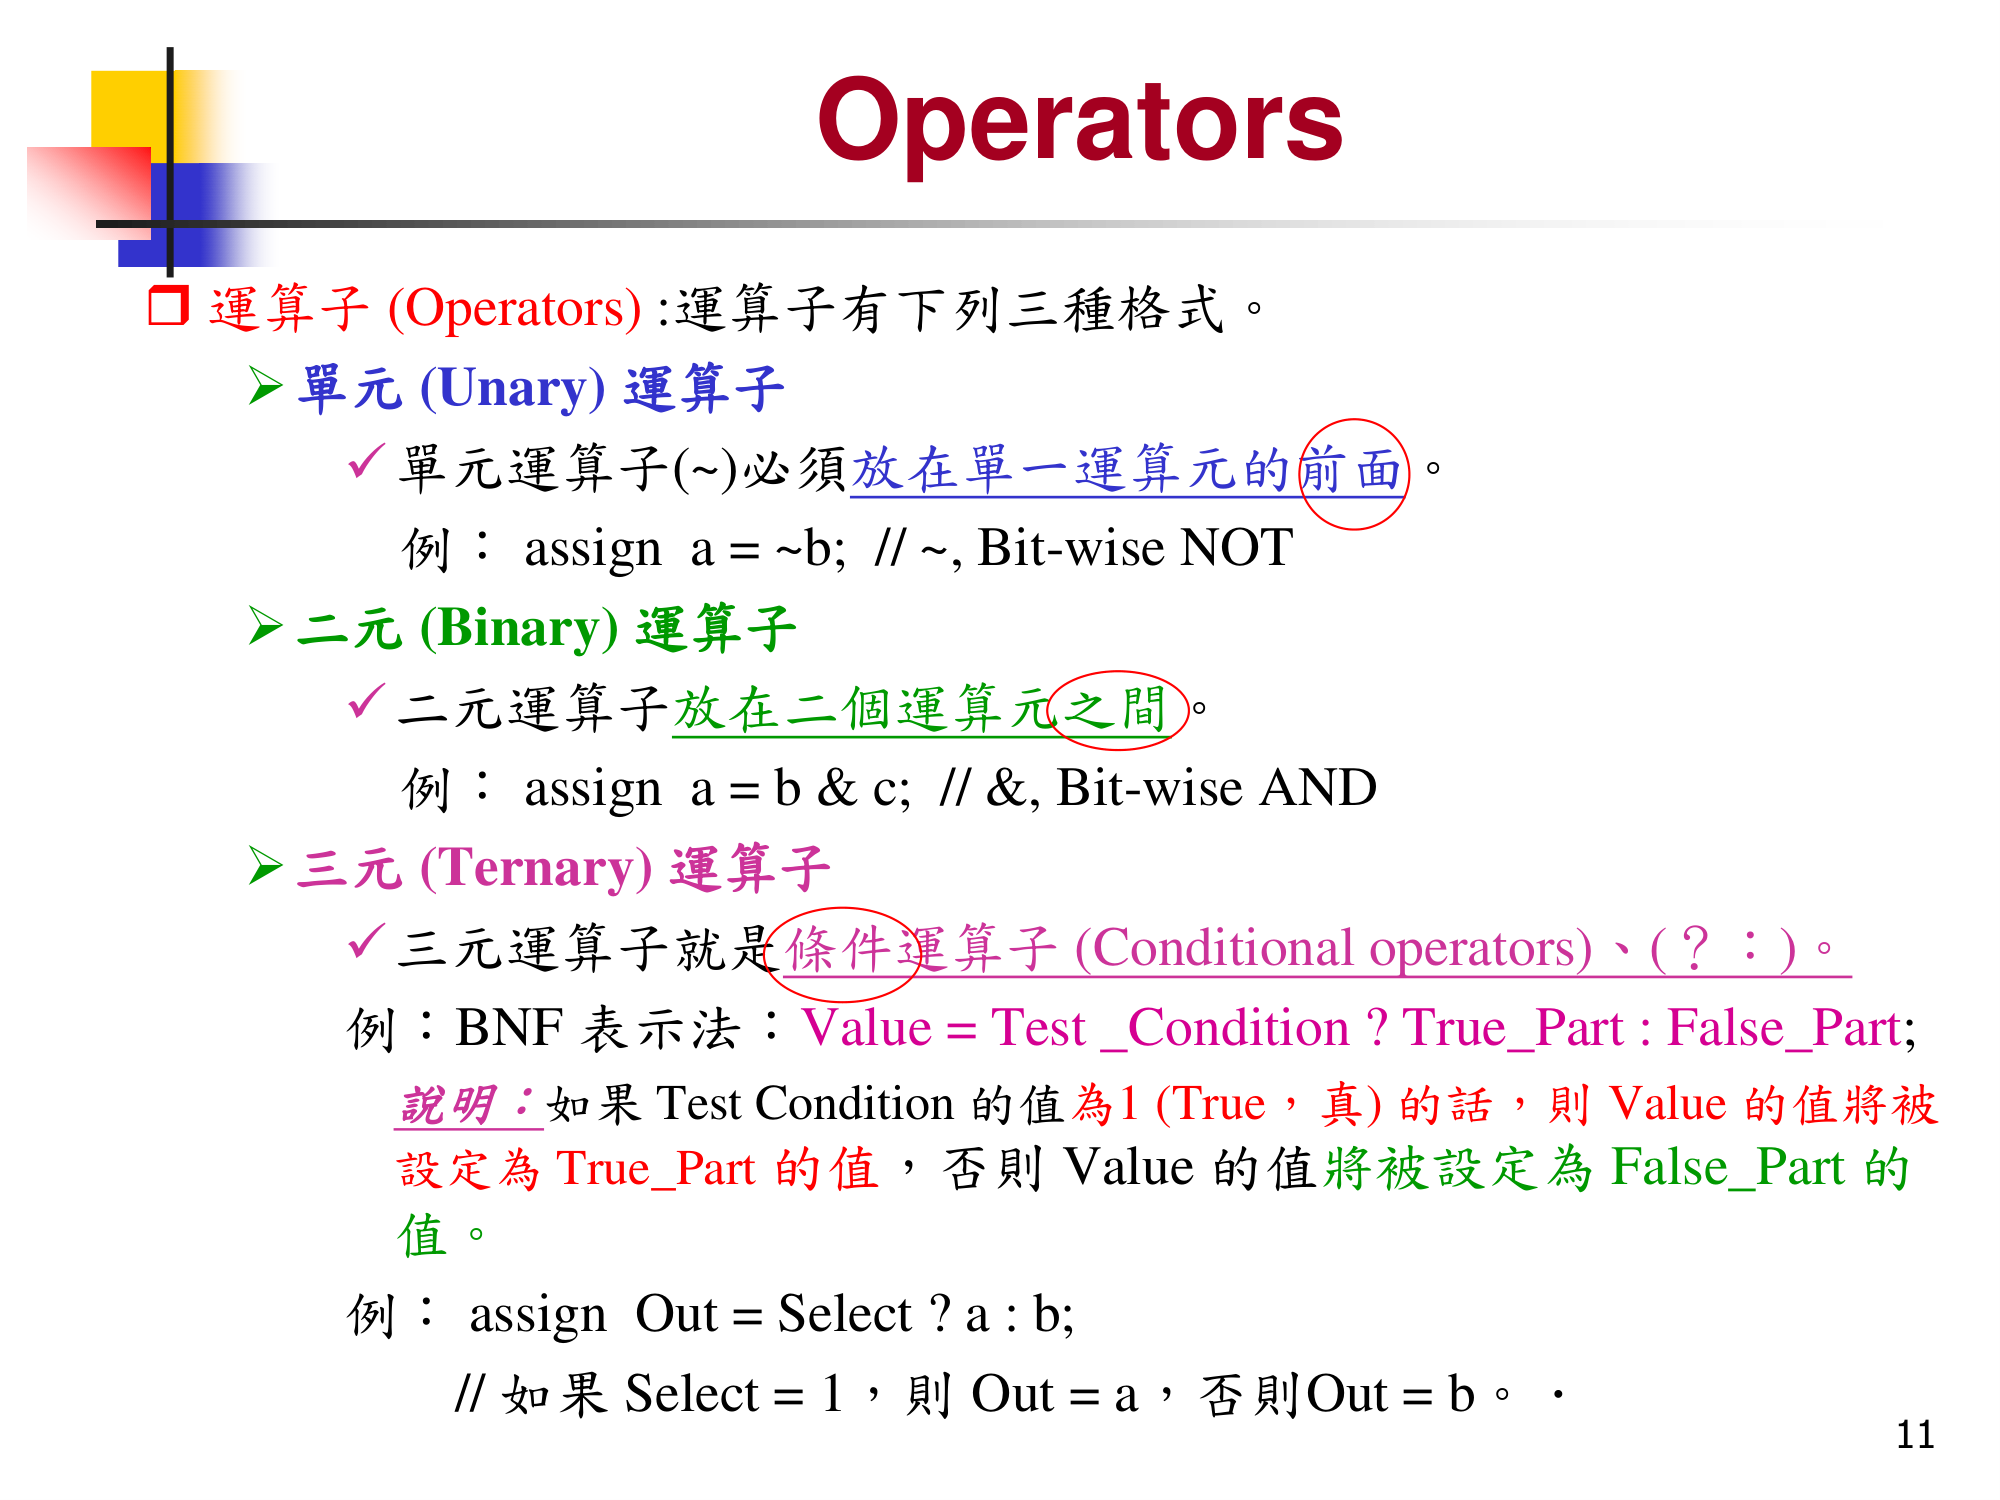 Operators
運算子 (Operators) :運算子有下列三種格式。
單元 (Unary) 運算子
單元運算子(~)必須放在單一運算元的前面。
例： assign a = ~b; // ~, Bit-wise NOT
二元 (Binary) 運算子
二元運算子放在二個運算元之間。
例： assign a = b & c; // &, Bit-wise AND
三元 (Ternary) 運算子
三元運算子就是條件運算子 (Conditional operators)、(？：)。
例：BNF 表示法：Value = Test _Condition ? True_Part : False_Part;
說明：如果 Test Condition 的值為1 (True，真) 的話，則 Value 的值將被
設定為 True_Part 的值，否則 Value 的值將被設定為 False_Part 的
值。
例： assign Out = Select ? a : b;
// 如果 Select = 1，則 Out = a，否則Out = b。．
11